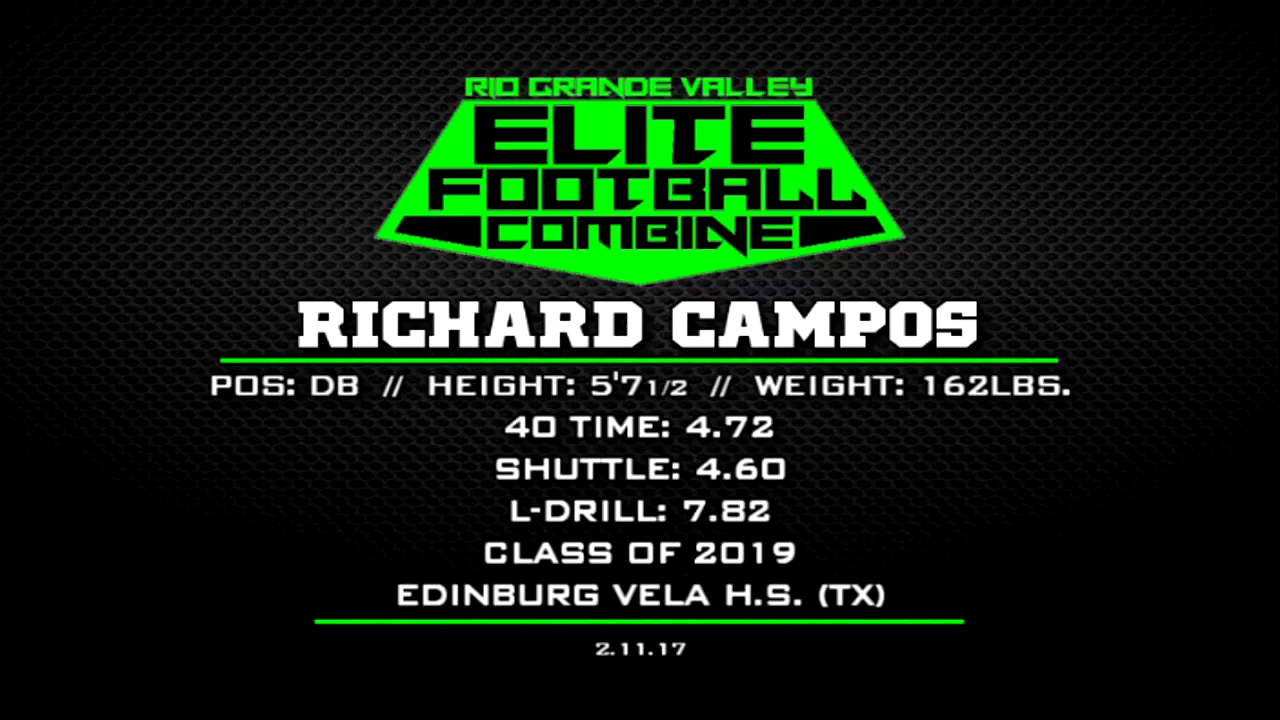 RIO GRANDE VALLEY
ELITE
FOOTBALL
COMBINE
RICHARD CAMPOS
POS: DB // HEIGHT: 5'7 1/2 // WEIGHT: 162LBS.
40 TIME: 4.72
SHUTTLE: 4.60
L-DRILL: 7.82
CLASS OF 2019
EDINBURG VELA H.S. (TX)
2.11.17